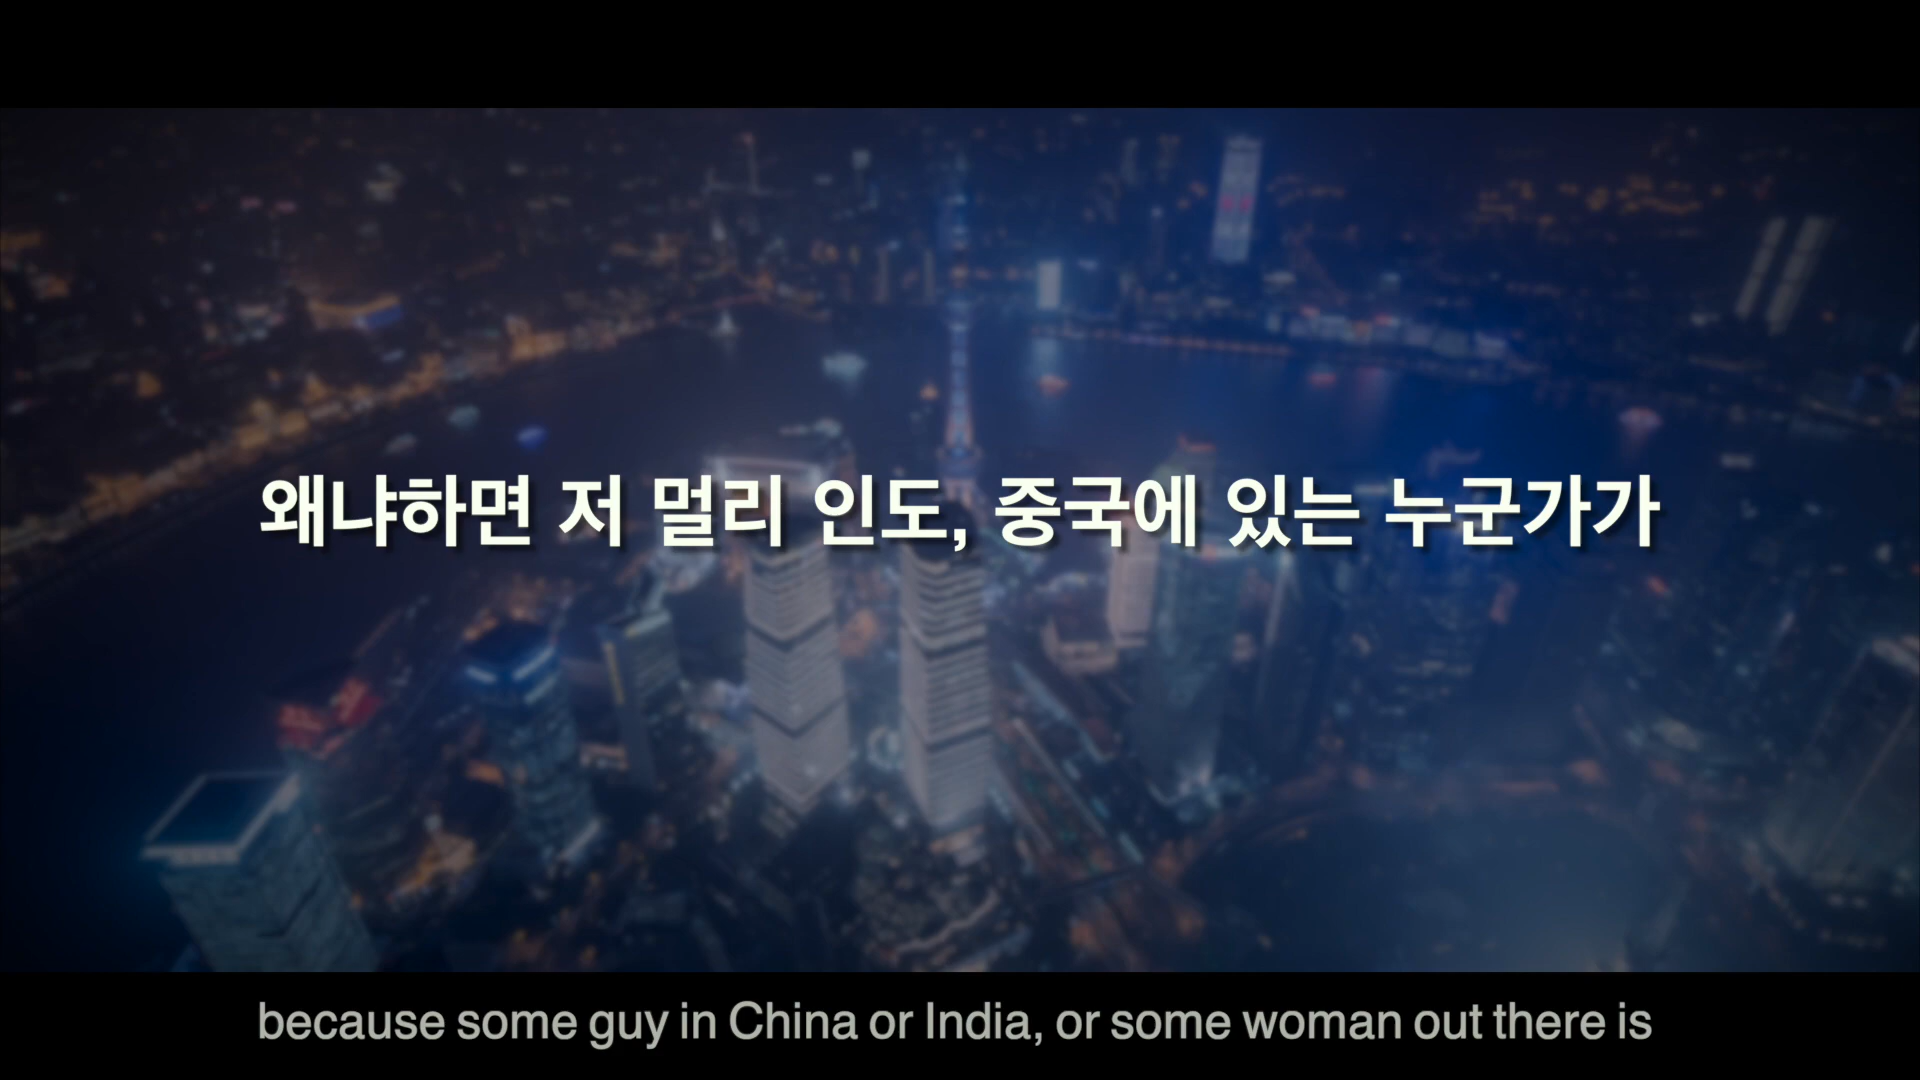 왜냐하면 저 멀리 인도, 중국에 있는 누군가가
because some guy in China or India, or some woman out there is